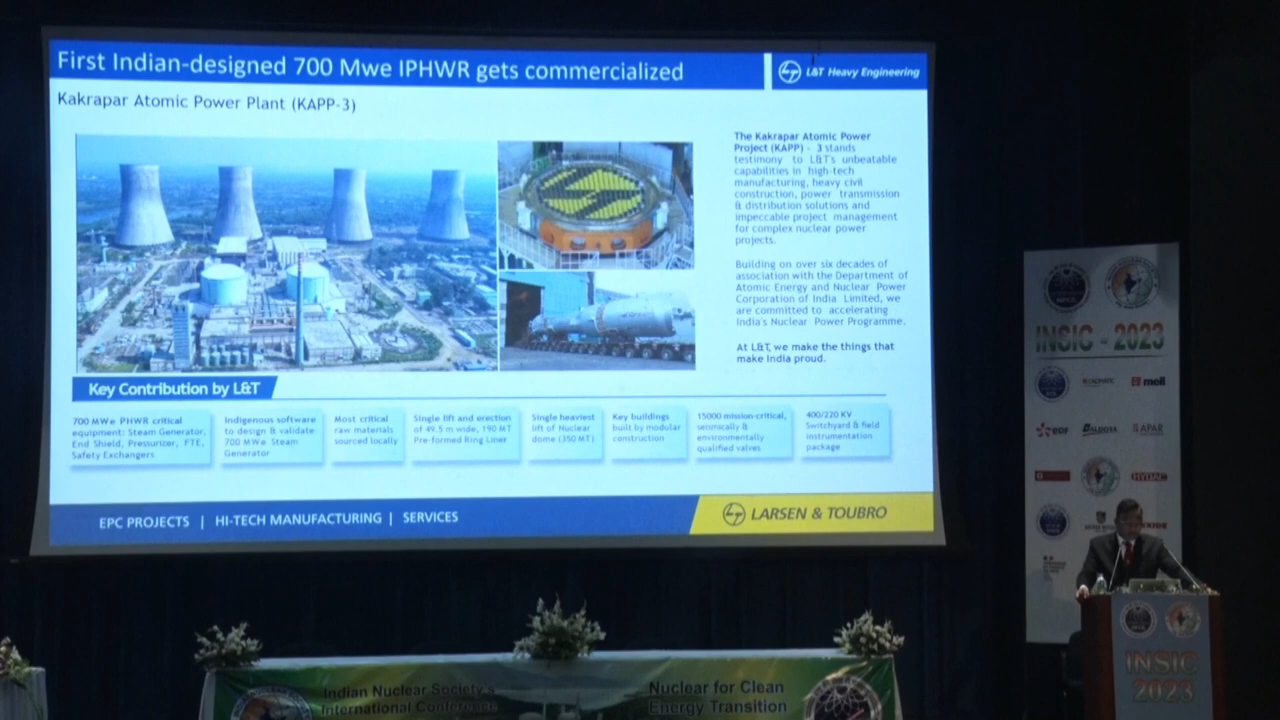 First Indian-designed 700 Mwe IPHWR gets commercialized
L&T Heavy Engineering
Kakrapar Atomic Power Plant (KAPP-3)
The Kakrapar Atomic Power
Project (KAPP) - 3 stands
testimony to L&T's unbeatable
capabilities in high-tech
manufacturing, heavy civil
construction, power transmission
& distribution solutions and
impeccable project management
for complex nuclear power
projects.
Building on over six decades of
association with the Department of
Atomic Energy and Nuclear Power
Corporation of India Limited, we
are committed to accelerating
India's Nuclear Power Programme.
At L&T, we make the things that
make India proud.
Key Contribution by L&T
700 MWe PHWR critical
equipment: Steam Generator,
End Shield, Pressurizer, FTE,
Safety Exchangers
Indigenous software
to design & validate
700 MWe Steam
Generator
Most critical
raw materials
sourced locally
Single lift and erection
of 49.5 m wide, 190 MT
Pre-formed Ring Liner
Single heaviest
lift of Nuclear
dome (350 MT)
Key buildings
built by modular
construction
15000 mission-critical,
seismically &
environmentally
qualified valves
400/220 KV
Switchyard & field
instrumentation
package
EPC PROJECTS | HI-TECH MANUFACTURING | SERVICES
LARSEN & TOUBRO
INSIC - 2023
meil
edf
APAR
HYDAC
INSIC
2023
Indian Nuclear Society's
International Conference
Nuclear for Clean
Energy Transition